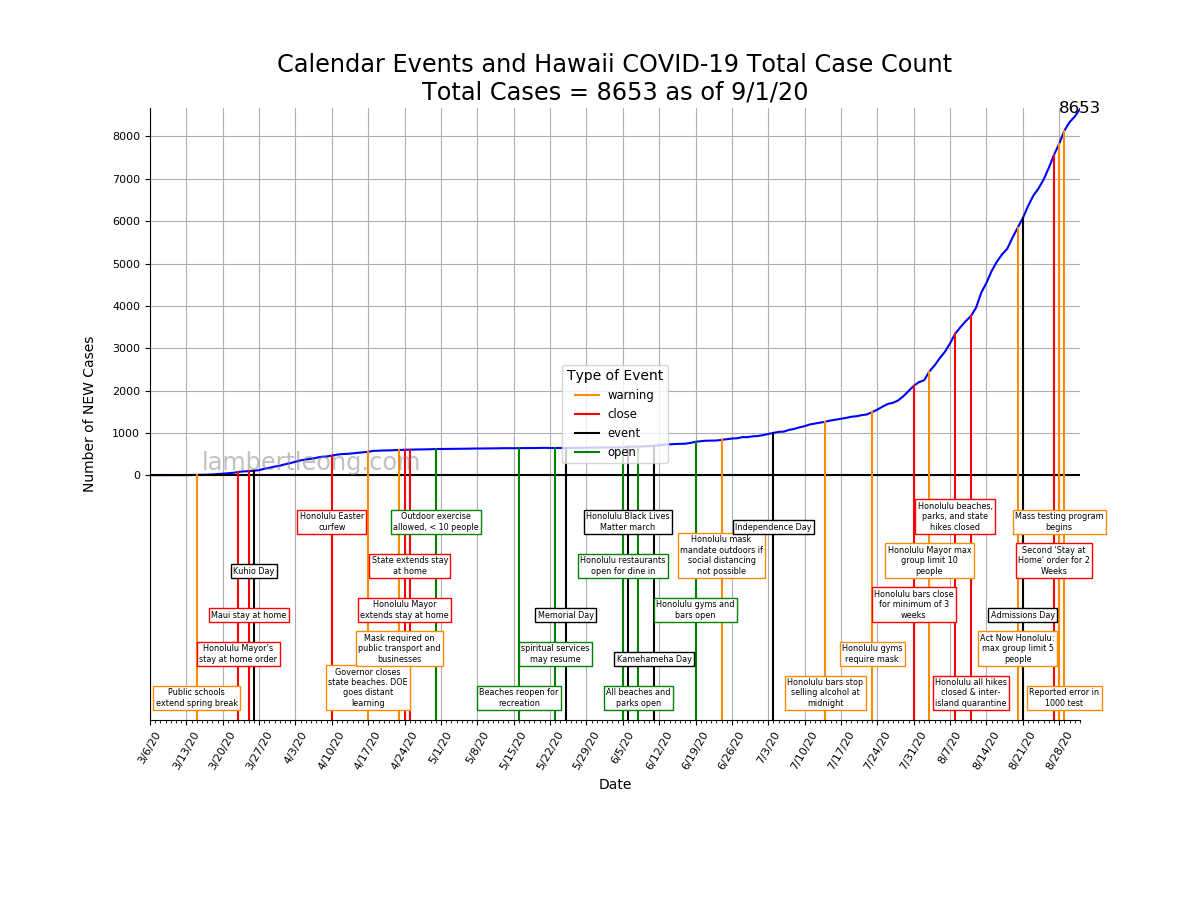 Calendar Events and Hawaii COVID-19 Total Case Count
Total Cases = 8653 as of 9/1/20
8653
8000
7000
6000
5000
4000
3000
2000
1000
0
Number of NEW Cases
Type of Event
warning
close
event
open
lambertleong.com
Honolulu Easter
curfew
Outdoor exercise
allowed, < 10 people
Honolulu Black Lives
Matter march
Independence Day
Honolulu beaches,
parks, and state
hikes closed
Mass testing program
begins
Kuhio Day
State extends stay
at home
Honolulu restaurants
open for dine in
Honolulu mask
mandate outdoors if
social distancing
not possible
Honolulu Mayor max
group limit 10
people
Second 'Stay at
Home' order for 2
Weeks
Maui stay at home
Honolulu Mayor
extends stay at home
Memorial Day
Honolulu gyms and
bars open
Honolulu bars close
for minimum of 3
weeks
Admissions Day
Honolulu Mayor's
stay at home order
Mask required on
public transport and
businesses
spiritual services
may resume
Kamehameha Day
Honolulu gyms
require mask
Act Now Honolulu:
max group limit 5
people
Public schools
extend spring break
Governor closes
state beaches. DOE
goes distant
learning
Beaches reopen for
recreation
All beaches and
parks open
Honolulu bars stop
selling alcohol at
midnight
Honolulu all hikes
closed & inter-
island quarantine
Reported error in
1000 test
3/6/20
3/13/20
3/20/20
3/27/20
4/3/20
4/10/20
4/17/20
4/24/20
5/1/20
5/8/20
5/15/20
5/22/20
5/29/20
6/5/20
6/12/20
6/19/20
6/26/20
7/3/20
7/10/20
7/17/20
7/24/20
7/31/20
8/7/20
8/14/20
8/21/20
8/28/20
Date